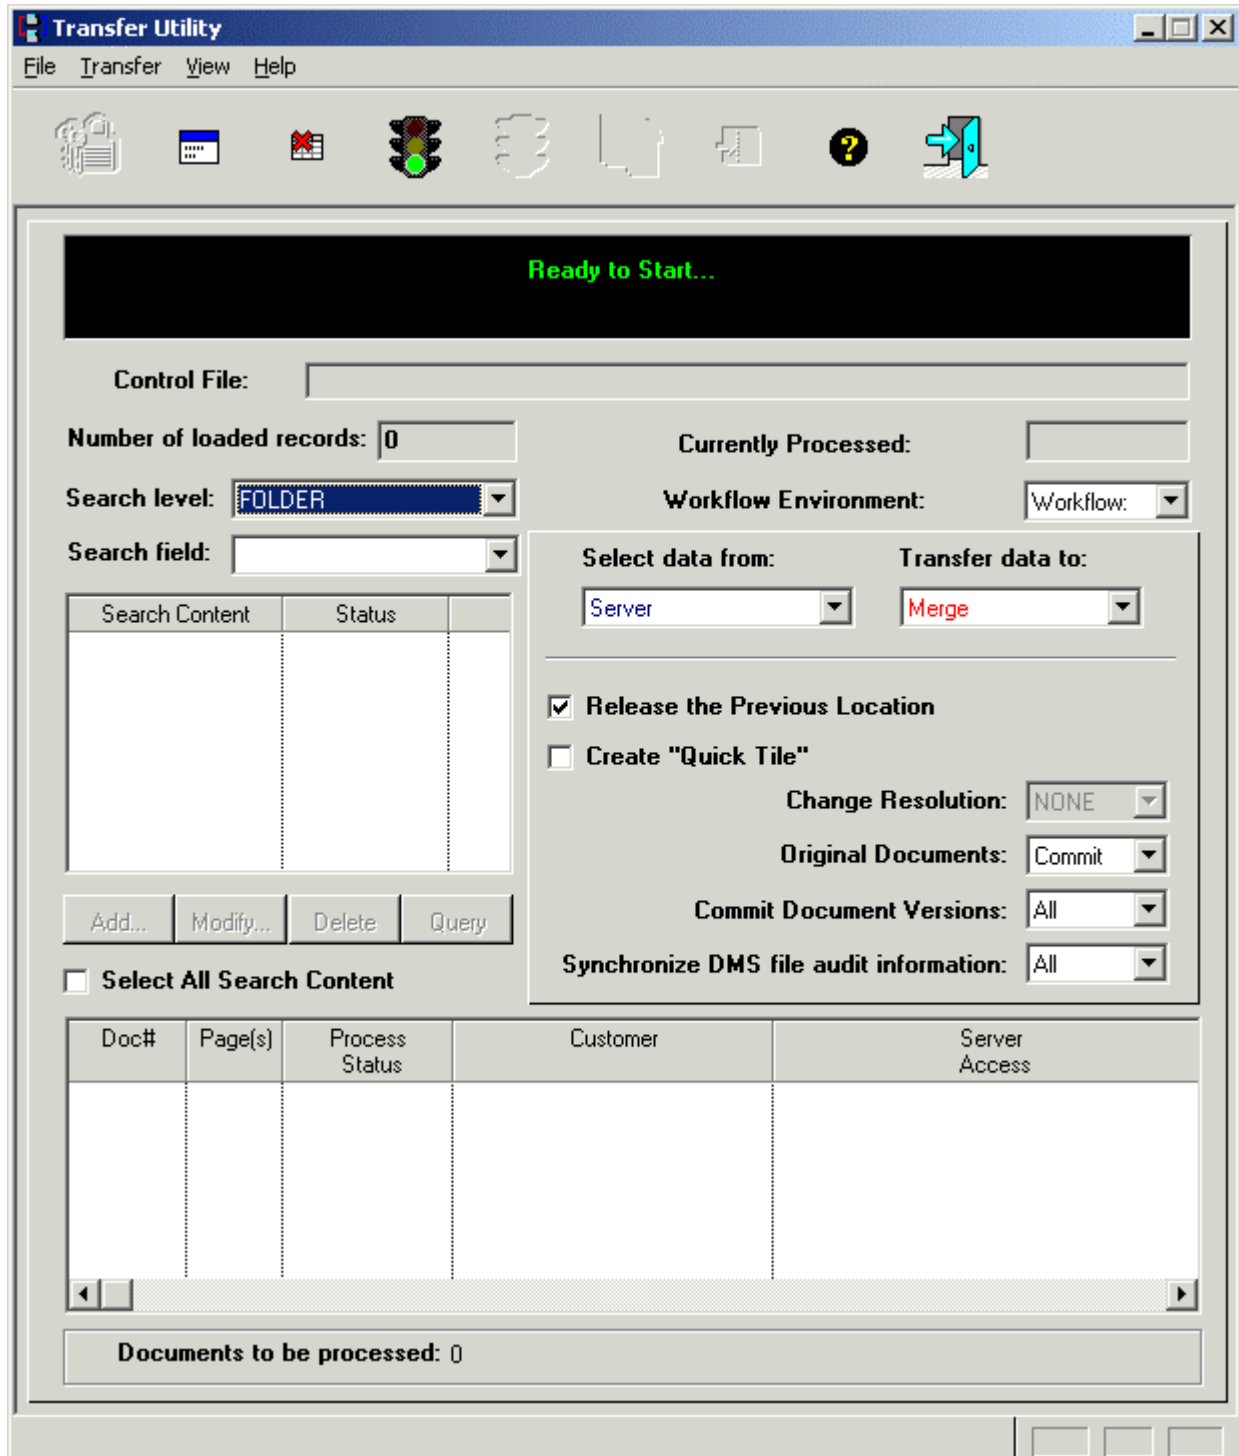 Transfer Utility
File Transfer View Help
Ready to Start...
Control File:
Number of loaded records: 0 Currently Processed:
Search level: FOLDER Workflow Environment: Workflow:
Search field: Select data from: Transfer data to:
Server Merge
Search Content Status
Release the Previous Location
Create "Quick Tile"
Change Resolution: NONE
Original Documents: Commit
Commit Document Versions: All
Add... Modify... Delete Query
Synchronize DMS file audit information: All
Select All Search Content
Doc# Page(s) Process Customer Server
Status Access
Documents to be processed: 0